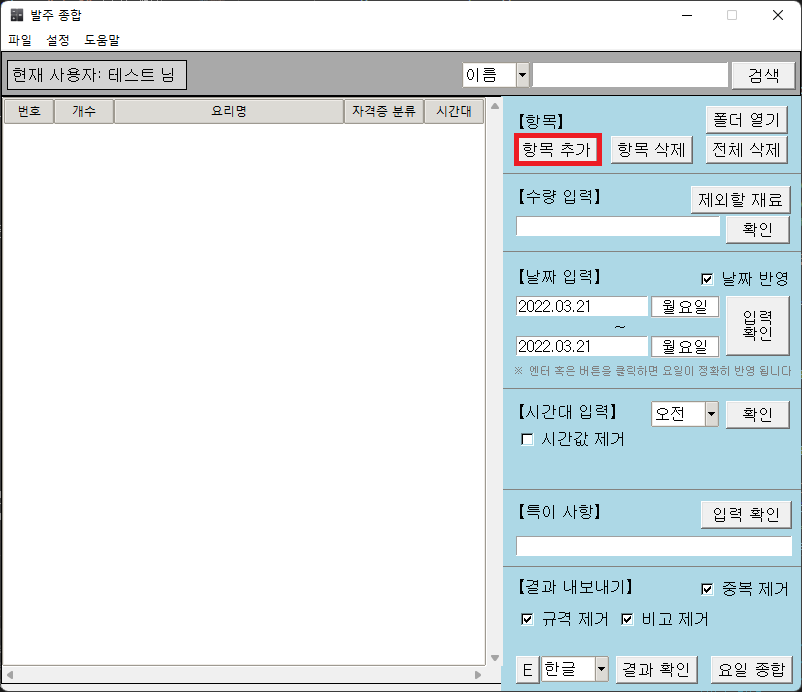 발주 종합
파일 설정 도움말
현재 사용자: 테스트 닝
이름 검색
번호 개수 요리명 자격증 분류 시간대
【항목】 폴더 열기
항목 추가 항목 삭제 전체 삭제
【수량 입력】 제외할 재료
확인
【날짜 입력】 날짜 반영
2022.03.21 월요일
~
입력
확인
2022.03.21 월요일
※ 엔터 혹은 버튼을 클릭하면 요일이 정확히 반영 됩니다
【시간대 입력】 오전 확인
시간값 제거
【특이 사항】 입력 확인
【결과 내보내기】 중복 제거
규격 제거 비고 제거
E 한글 결과 확인 요일 종합